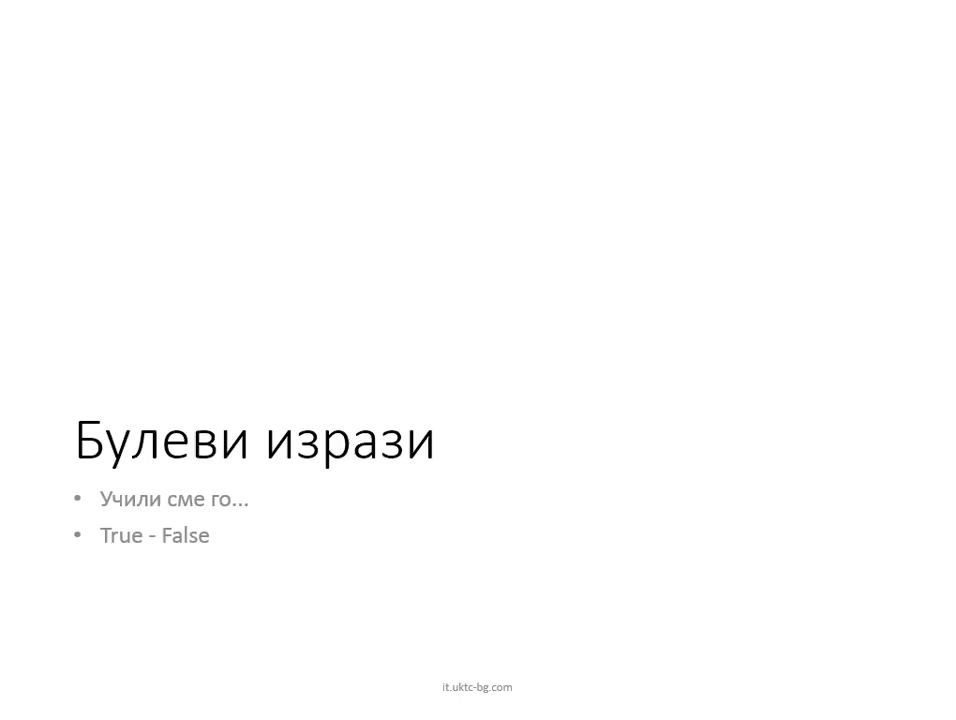 Булеви изрази
• Учили сме го...
• True - False
it.uktc-bg.com